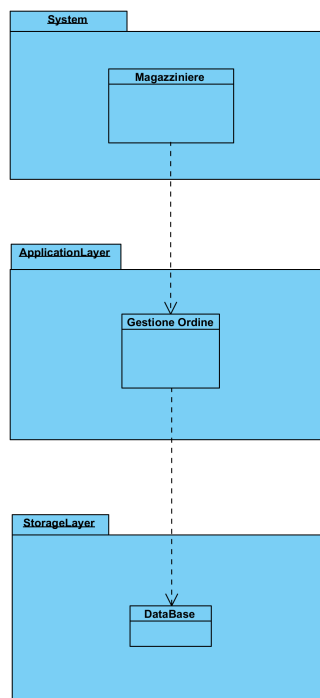 System
Magazziniere
ApplicationLayer
Gestione Ordine
StorageLayer
DataBase